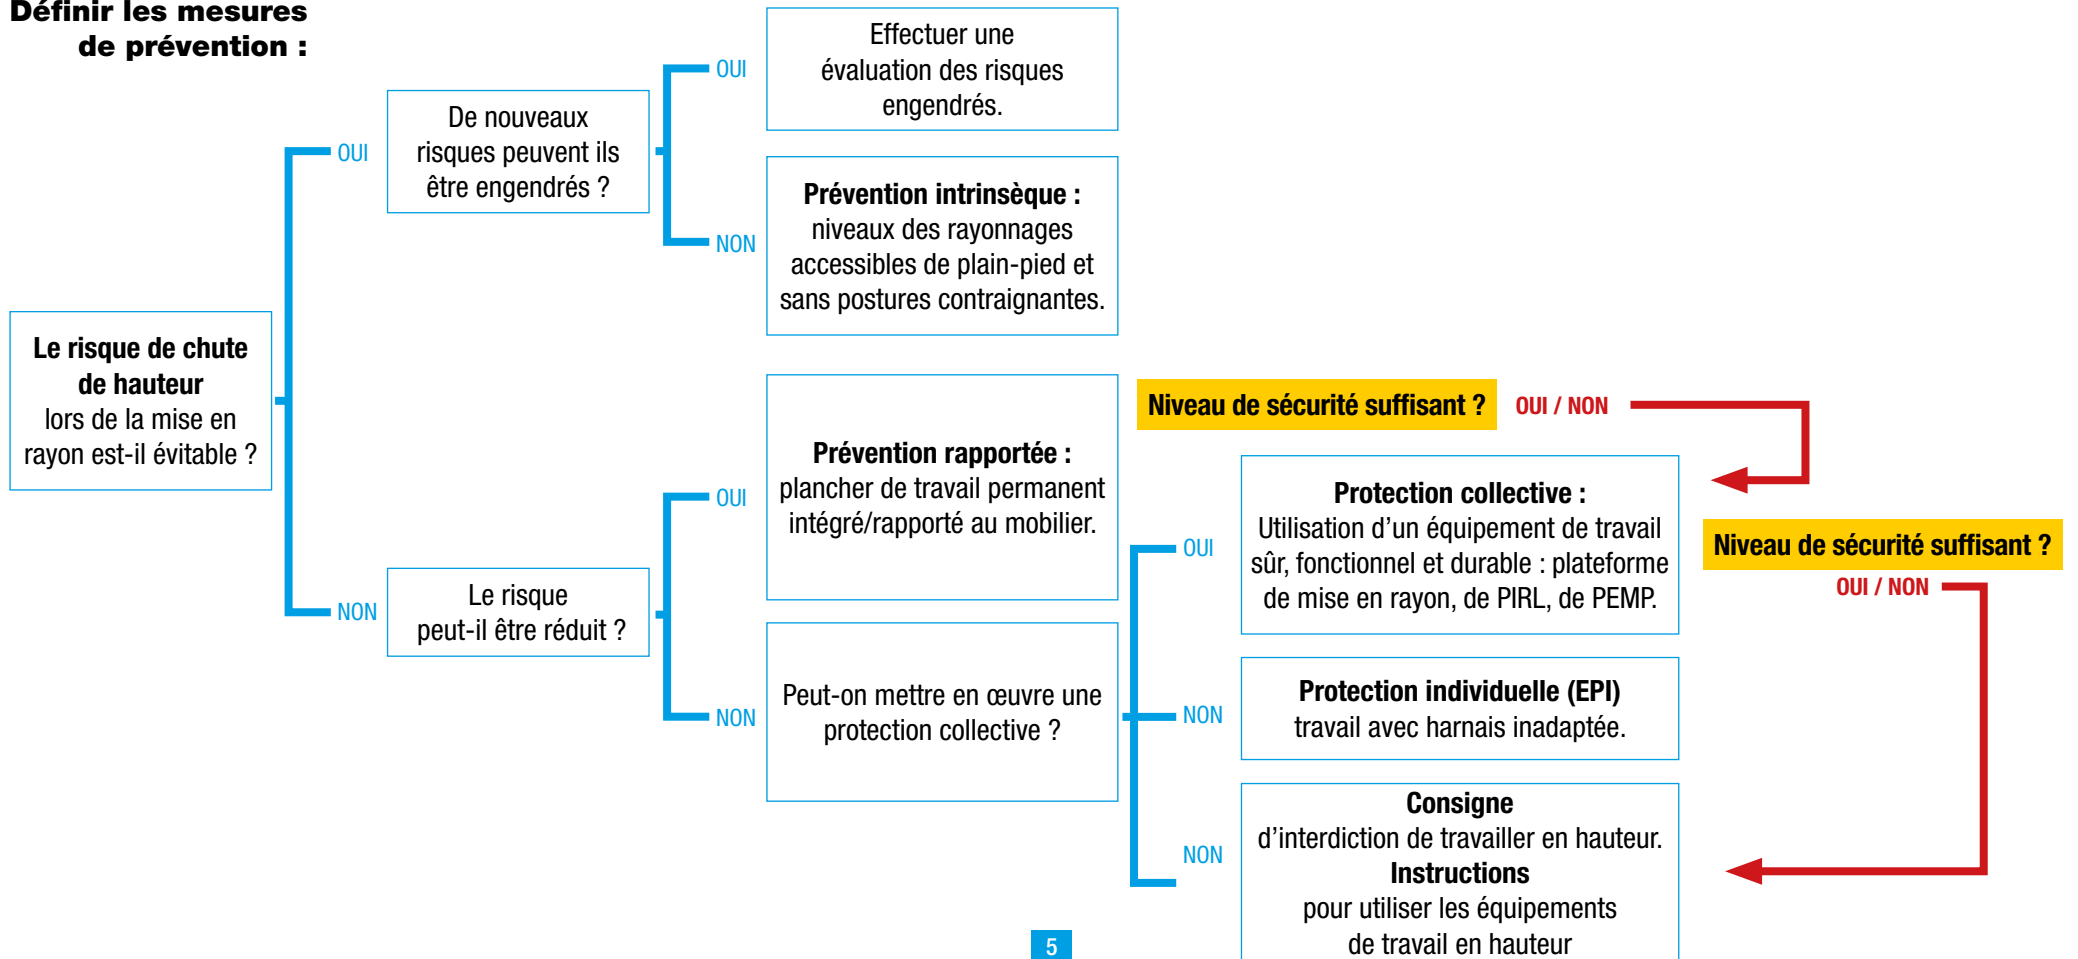 Définir les mesures
de prévention :
Le risque de chute
de hauteur
lors de la mise en
rayon est-il évitable ?
OUI
De nouveaux
risques peuvent ils
être engendrés ?
OUI
Effectuer une
évaluation des risques
engendrés.
NON
Prévention intrinsèque :
niveaux des rayonnages
accessibles de plain-pied et
sans postures contraignantes.
NON
Le risque
peut-il être réduit ?
OUI
Prévention rapportée :
plancher de travail permanent
intégré/rapporté au mobilier.
Niveau de sécurité suffisant ?
OUI / NON
NON
Peut-on mettre en œuvre une
protection collective ?
OUI
Protection collective :
Utilisation d’un équipement de travail
sûr, fonctionnel et durable : plateforme
de mise en rayon, de PIRL, de PEMP.
Niveau de sécurité suffisant ?
OUI / NON
NON
Protection individuelle (EPI)
travail avec harnais inadaptée.
NON
Consigne
d’interdiction de travailler en hauteur.
Instructions
pour utiliser les équipements
de travail en hauteur
5